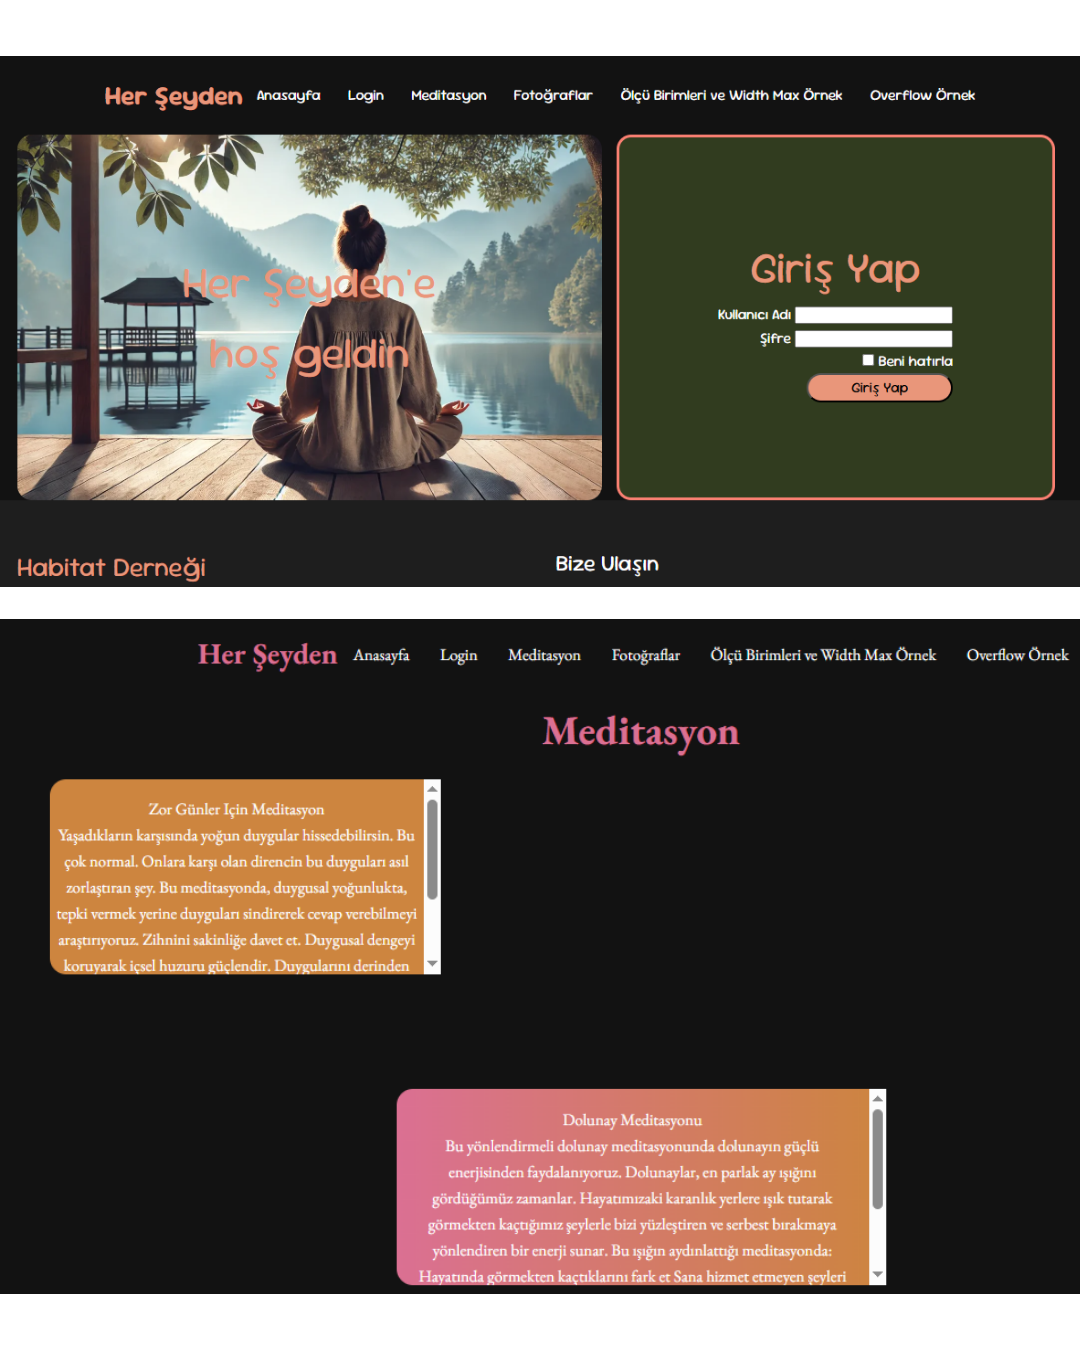 Her Şeyden Anasayfa Login Meditasyon Fotoğraflar Ölçü Birimleri ve Width Max Örnek Overflow Örnek
Her Şeyden'e
hoş geldin
Giriş Yap
Kullanıcı Adı
Şifre
Beni hatırla
Giriş Yap
Habitat Derneği
Bize Ulaşın
Her Şeyden Anasayfa Login Meditasyon Fotoğraflar Ölçü Birimleri ve Width Max Örnek Overflow Örnek
Meditasyon
Zor Günler Için Meditasyon
Yaşadıkların karşısında yoğun duygular hissedebilirsin. Bu
çok normal. Onlara karşı olan direncin bu duyguları asıl
zorlaştıran şey. Bu meditasyonda, duygusal yoğunlukta,
tepki vermek yerine duyguları sindirerek cevap verebilmeyi
araştırıyoruz. Zihnini sakinliğe davet et. Duygusal dengeyi
koruyarak içsel huzuru güçlendir. Duygularını derinden
Dolunay Meditasyonu
Bu yönlendirmeli dolunay meditasyonunda dolunayın güçlü
enerjisinden faydalanıyoruz. Dolunaylar, en parlak ay ışığını
gördüğümüz zamanlar. Hayatımızaki karanlık yerlere ışık tutarak
görmekten kaçtığımız şeylerle bizi yüzleştiren ve serbest bırakmaya
yönlendiren bir enerji sunar. Bu ışığın aydınlattığı meditasyonda:
Hayatında görmekten kaçtıklarını fark et Sana hizmet etmeyen şeyleri